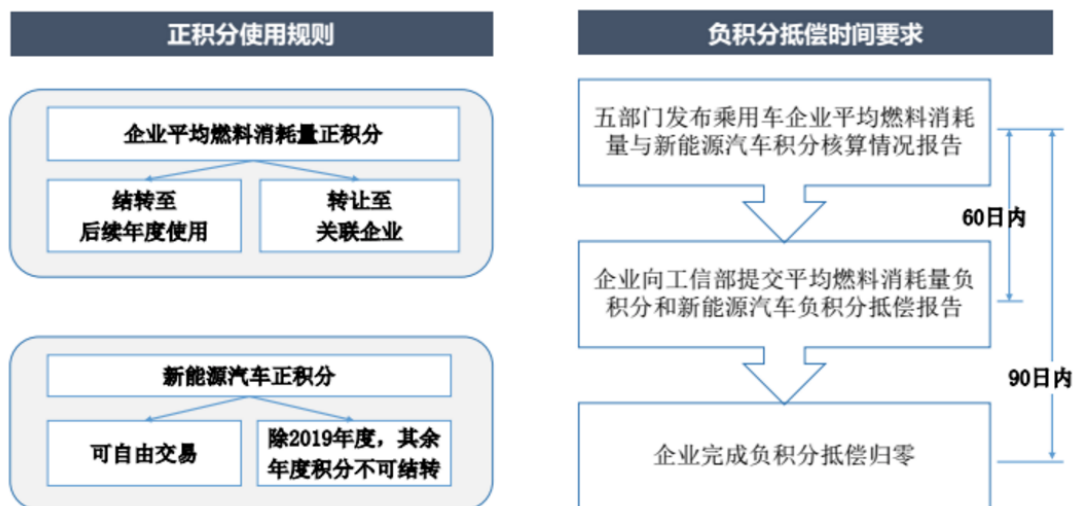 正积分使用规则
企业平均燃料消耗量正积分
结转至
后续年度使用
转让至
关联企业
新能源汽车正积分
可自由交易
除2019年度，其余
年度积分不可结转
负积分抵偿时间要求
五部门发布乘用车企业平均燃料消耗
量与新能源汽车积分核算情况报告
60日内
企业向工信部提交平均燃料消耗量负
积分和新能源汽车负积分抵偿报告
90日内
企业完成负积分抵偿归零